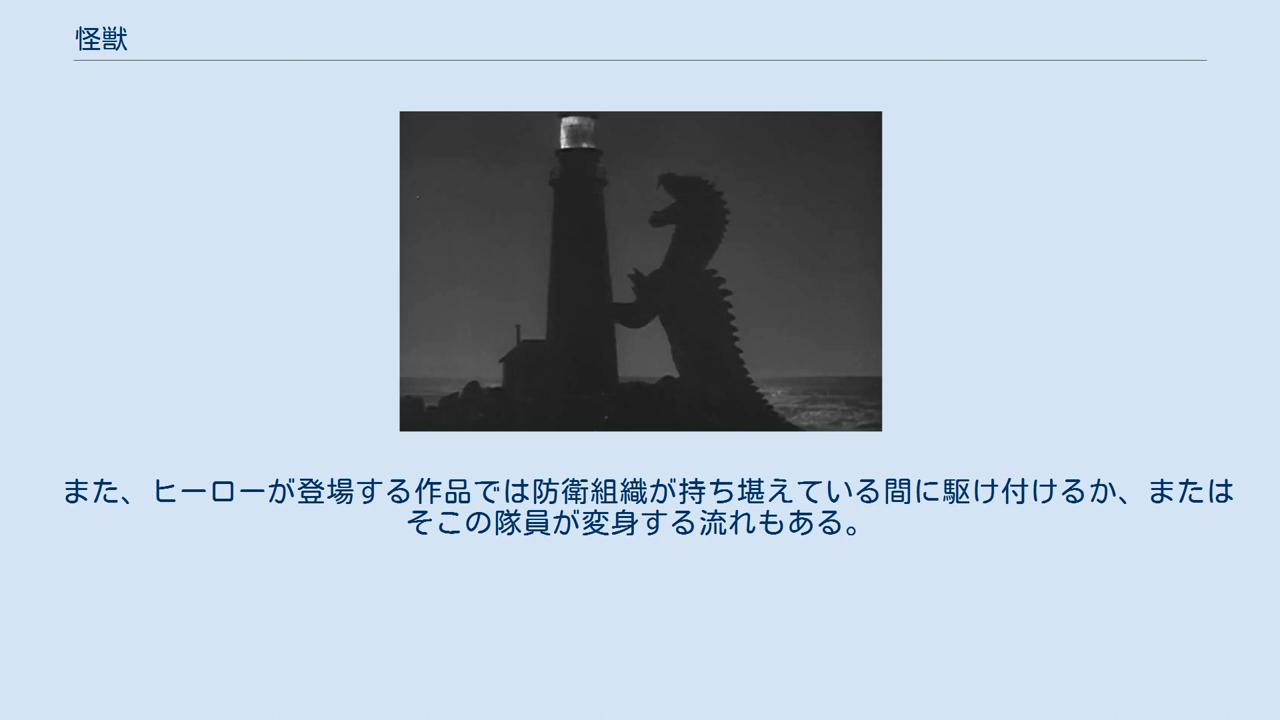 怪獣
また、ヒーローが登場する作品では防衛組織が持ち堪えている間に駆け付けるか、または
そこの隊員が変身する流れもある。